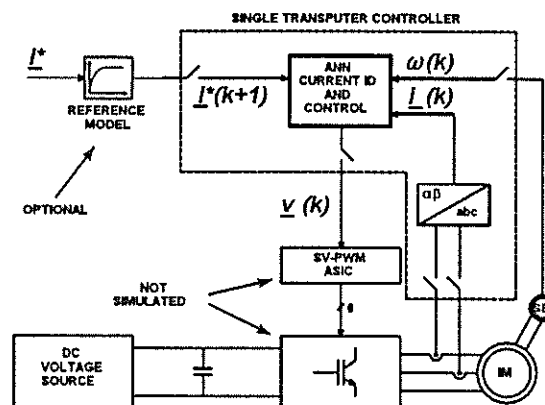 SINGLE TRANSPUTER CONTROLLER
I*
REFERENCE
MODEL
OPTIONAL
I*(k+1)
ANN
CURRENT ID
AND
CONTROL
ω(k)
I(k)
αβ
abc
v(k)
SV-PWM
ASIC
NOT
SIMULATED
6
DC
VOLTAGE
SOURCE
IM